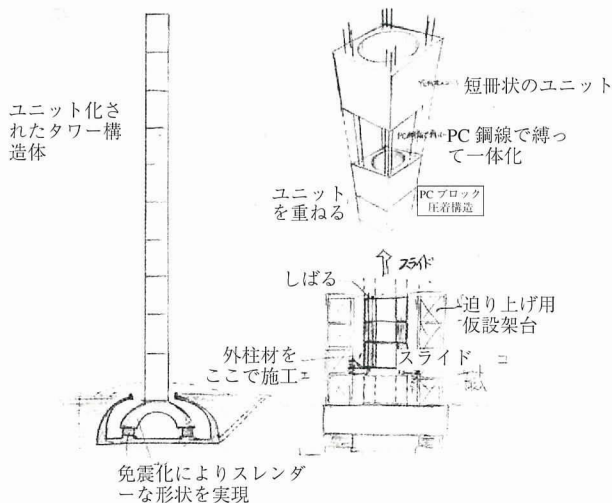 ユニット化さ
れたタワー構
造体
短冊状のユニット
PC 鋼線で縛っ
て一体化
ユニット
を重ねる
PC ブロック
圧着構造
スライド
しばる
迫り上げ用
仮設架台
外柱材を
ここで施工
スライド
免震化によりスレンダ
ーな形状を実現